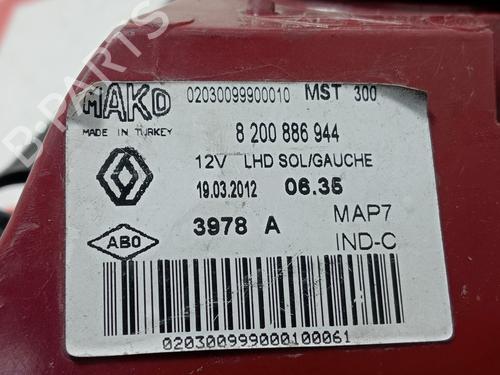 MAKO 02030099900010 MST 300
MADE IN TURKEY 8 200 886 944
12V LHD SOL/GAUCHE
19.03.2012 06.35
3978 A MAP7
ABO IND-C
020300999000100061
B-PARTS